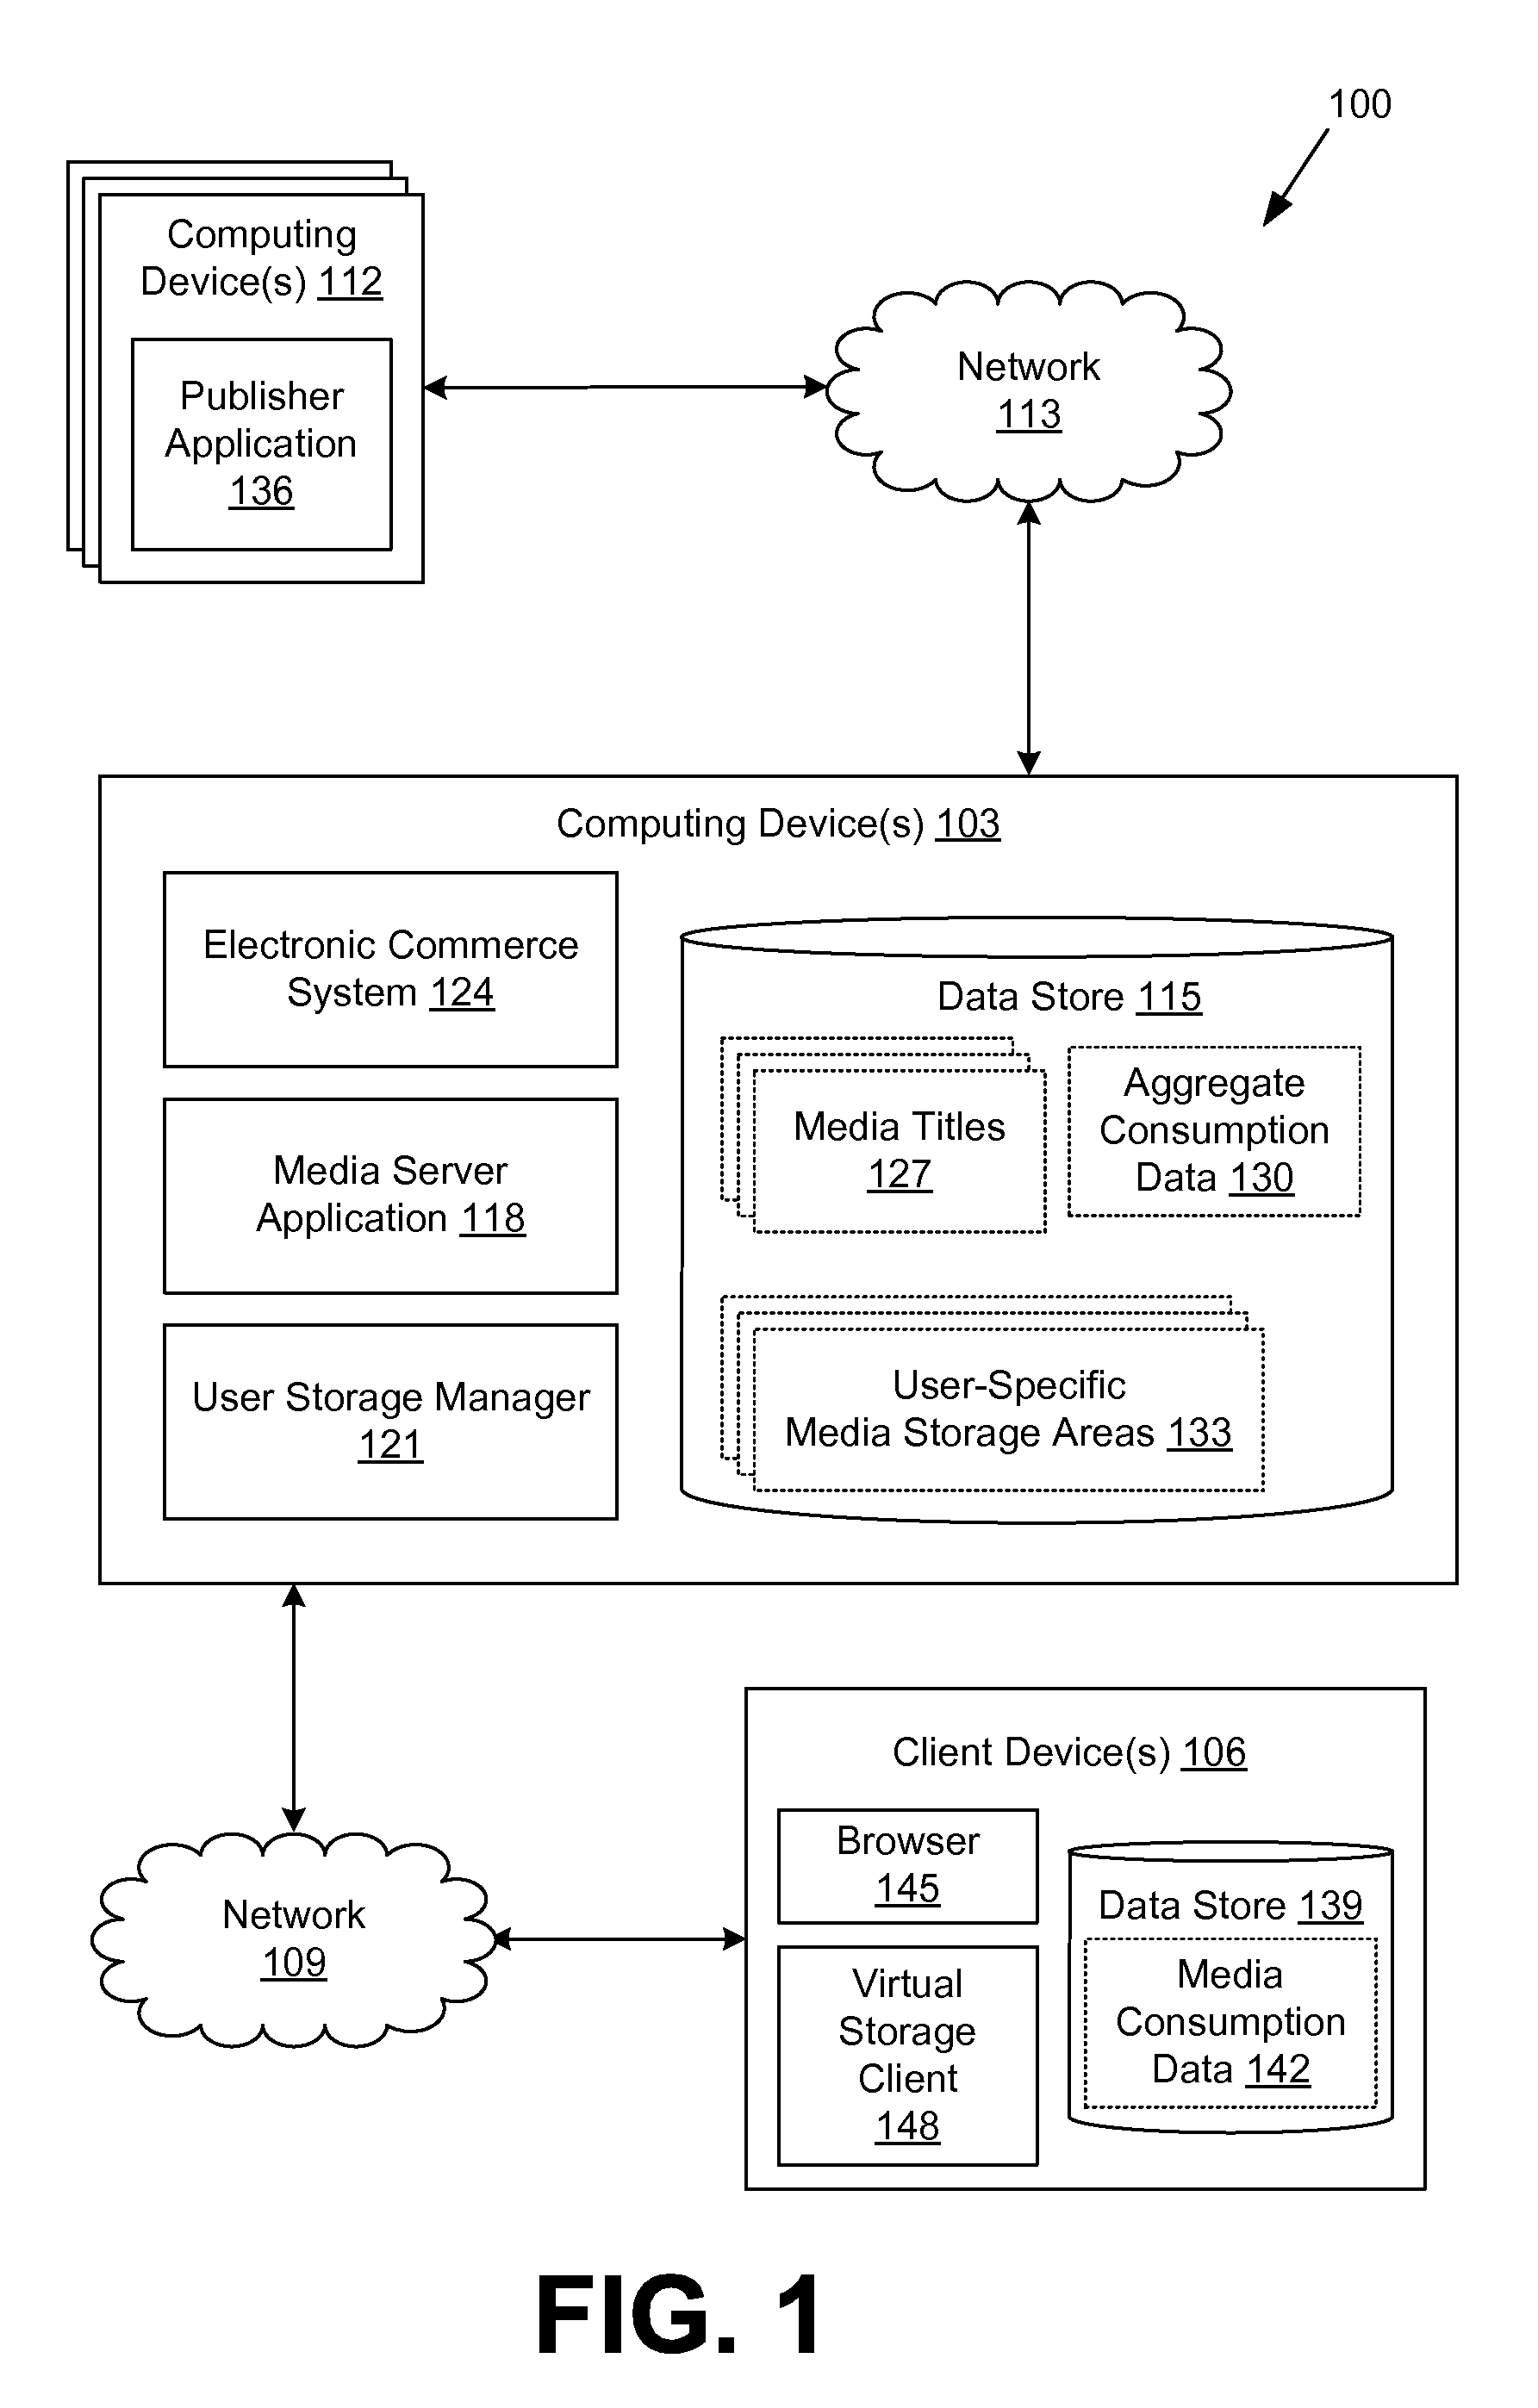 100
Computing
Device(s) 112
Publisher
Application
136
Network
113
Computing Device(s) 103
Electronic Commerce
System 124
Media Server
Application 118
User Storage Manager
121
Data Store 115
Media Titles
127
Aggregate
Consumption
Data 130
User-Specific
Media Storage Areas 133
Network
109
Client Device(s) 106
Browser
145
Virtual
Storage
Client
148
Data Store 139
Media
Consumption
Data 142
FIG. 1